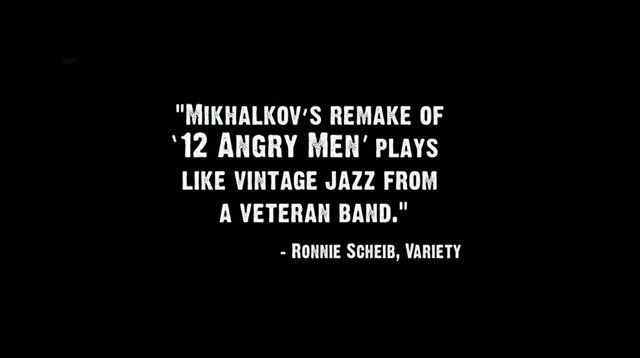 "Mikhalkov's remake of
'12 Angry Men' plays
like vintage jazz from
a veteran band."
- Ronnie Scheib, Variety